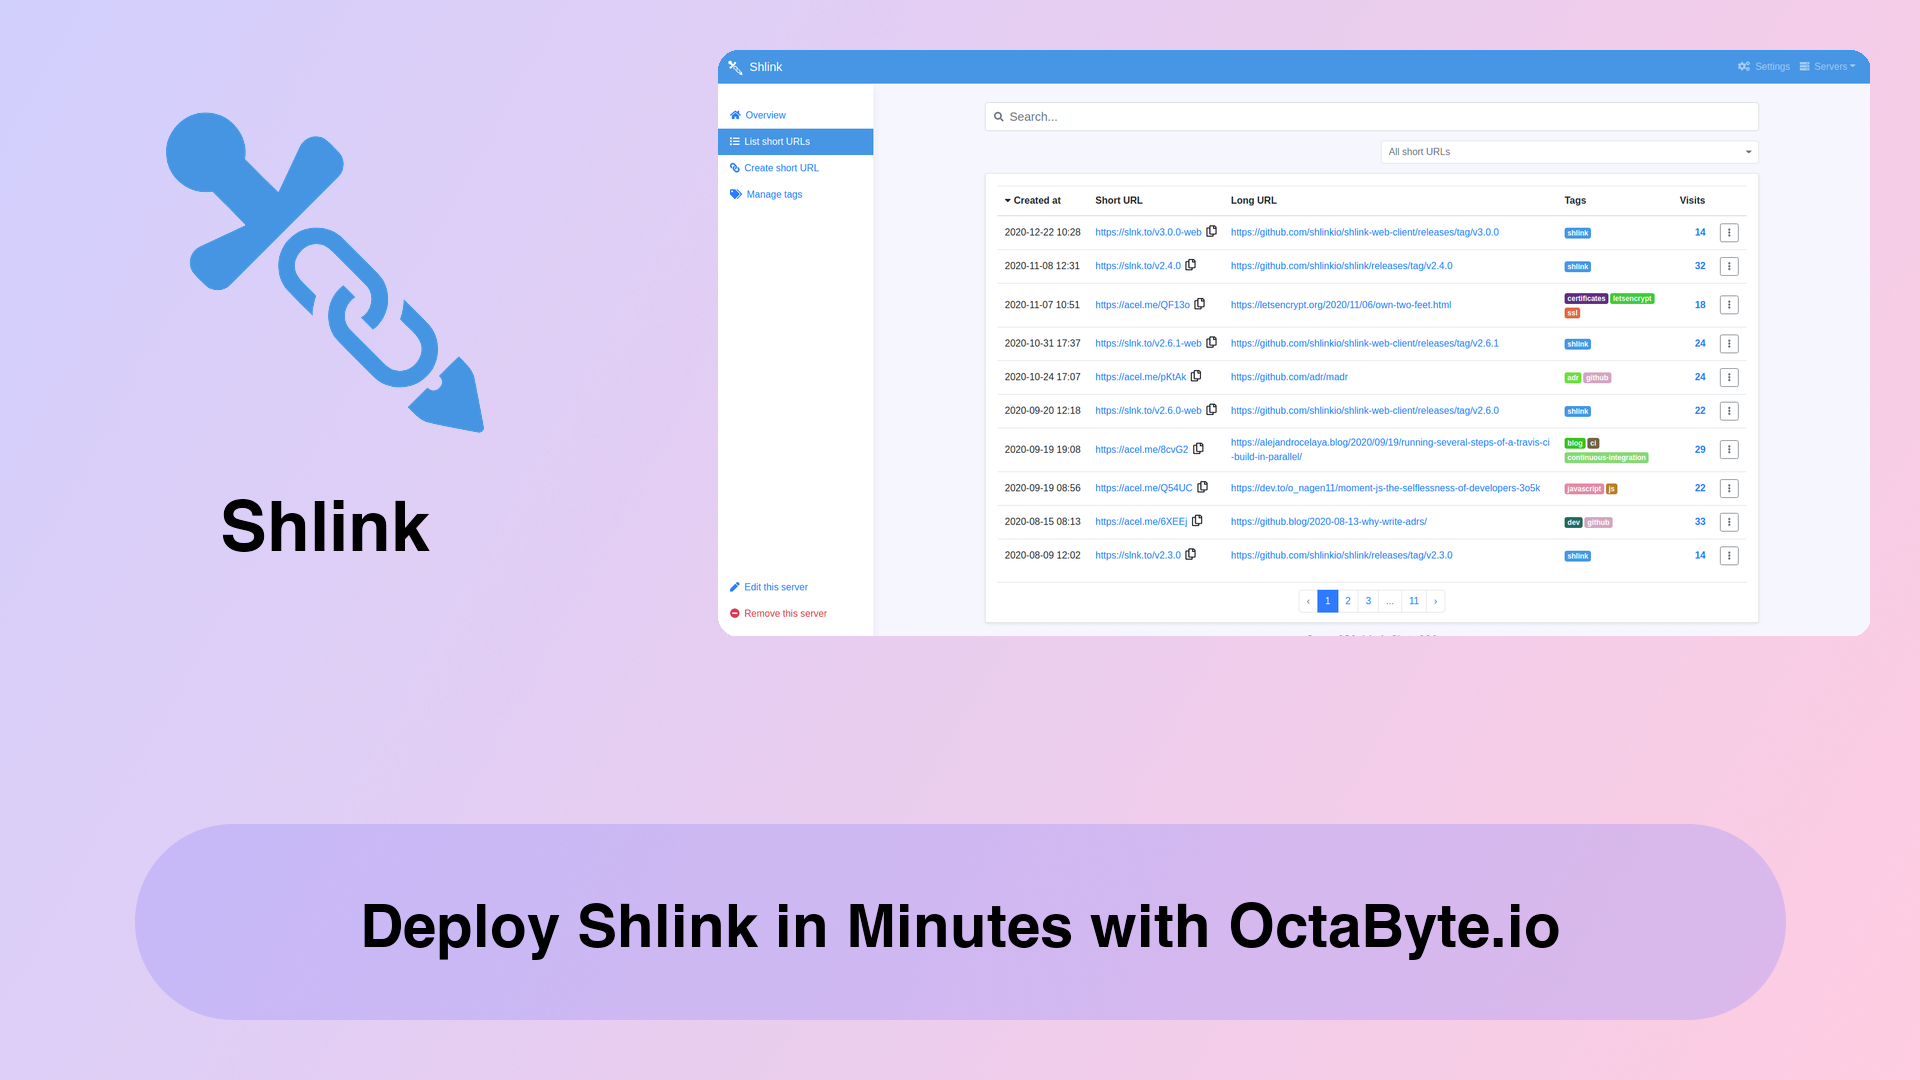 Shlink
Settings
Servers
Overview
List short URLs
Create short URL
Manage tags
Edit this server
Remove this server
Search...
All short URLs
Created at Short URL Long URL Tags Visits
2020-12-22 10:28 https://slnk.to/v3.0.0-web https://github.com/shlinkio/shlink-web-client/releases/tag/v3.0.0 shlink 14
2020-11-08 12:31 https://slnk.to/v2.4.0 https://github.com/shlinkio/shlink/releases/tag/v2.4.0 shlink 32
2020-11-07 10:51 https://acel.me/QF13o https://letsencrypt.org/2020/11/06/own-two-feet.html certificates letsencrypt 18
ssl
2020-10-31 17:37 https://slnk.to/v2.6.1-web https://github.com/shlinkio/shlink-web-client/releases/tag/v2.6.1 shlink 24
2020-10-24 17:07 https://acel.me/pKtAk https://github.com/adr/madr adr github 24
2020-09-20 12:18 https://slnk.to/v2.6.0-web https://github.com/shlinkio/shlink-web-client/releases/tag/v2.6.0 shlink 22
2020-09-19 19:08 https://acel.me/8cvG2 https://alejandrocelaya.blog/2020/09/19/running-several-steps-of-a-travis-ci blog ci 29
-build-in-parallel/ continuous-integration
2020-09-19 08:56 https://acel.me/Q54UC https://dev.to/o_nagen11/moment-js-the-selflessness-of-developers-3o5k javascript js 22
2020-08-15 08:13 https://acel.me/6XEEj https://github.blog/2020-08-13-why-write-adrs/ dev github 33
2020-08-09 12:02 https://slnk.to/v2.3.0 https://github.com/shlinkio/shlink/releases/tag/v2.3.0 shlink 14
‹ 1 2 3 ... 11 ›
Shlink
Deploy Shlink in Minutes with OctaByte.io